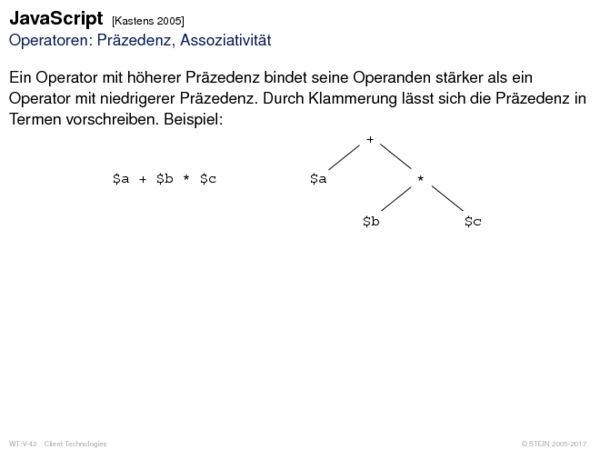 JavaScript [Kastens 2005]
Operatoren: Präzedenz, Assoziativität
Ein Operator mit höherer Präzedenz bindet seine Operanden stärker als ein
Operator mit niedrigerer Präzedenz. Durch Klammerung lässt sich die Präzedenz in
Termen vorschreiben. Beispiel:
+
$a + $b * $c $a *
$b $c
WT:V-42 Client Technologies © STEIN 2005-2017